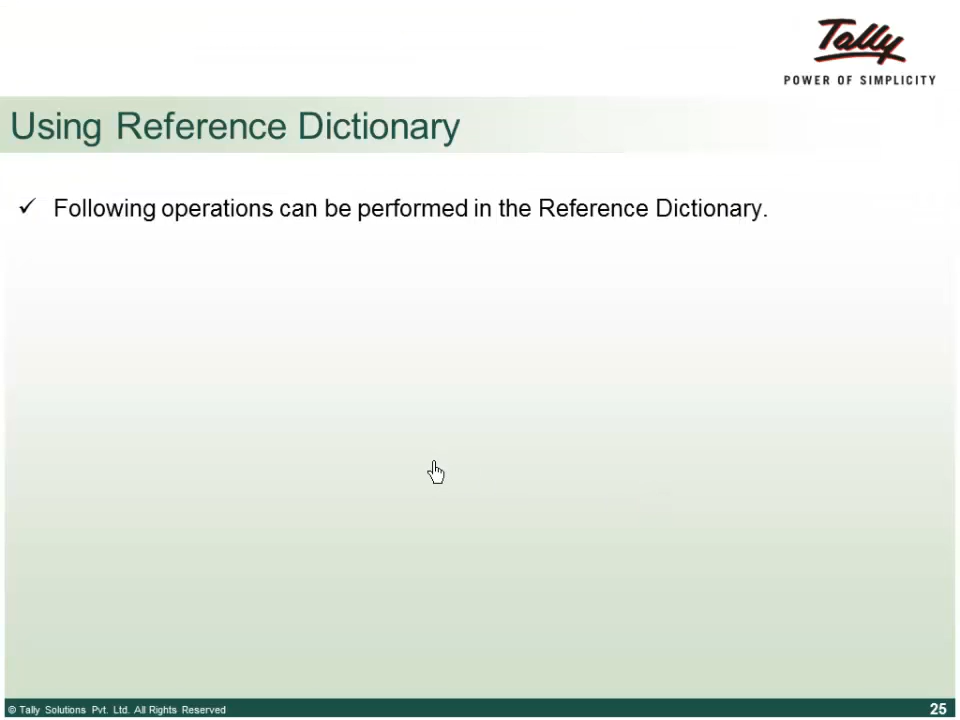 Tally
POWER OF SIMPLICITY
Using Reference Dictionary
✓ Following operations can be performed in the Reference Dictionary.
© Tally Solutions Pvt. Ltd. All Rights Reserved
25